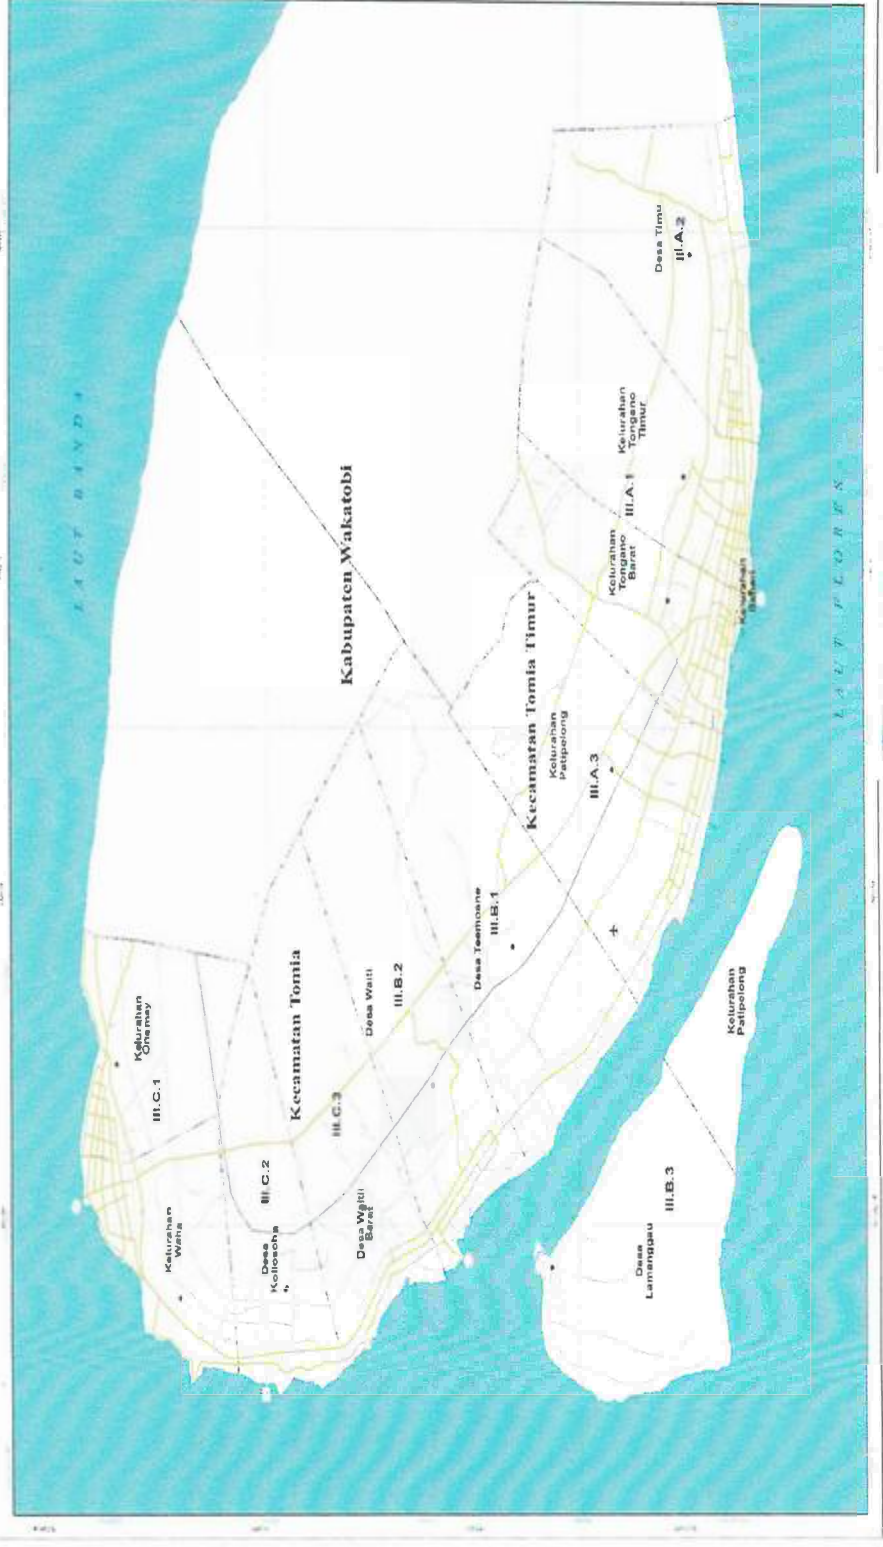 LAUT BANDA
Kelurahan
Onemay
III.C.1
Kelurahan
Waha
Kabupaten Wakatobi
Kecamatan Tomia
III.C.2
Desa
Kollosoha
III.C.3
Desa Waitii
Barat
Desa Waiti
III.B.2
Desa Teemoane
III.B.1
Kecamatan Tomia Timur
Kelurahan
Patipelong
III.A.3
Kelurahan
Tongano
Barat
III.A.1
Kelurahan
Tongano
Timur
Desa Timu
III.A.2
Kelurahan
Bahari
Desa
Lamanggau
III.B.3
Kelurahan
Patipelong
LAUT FLORES